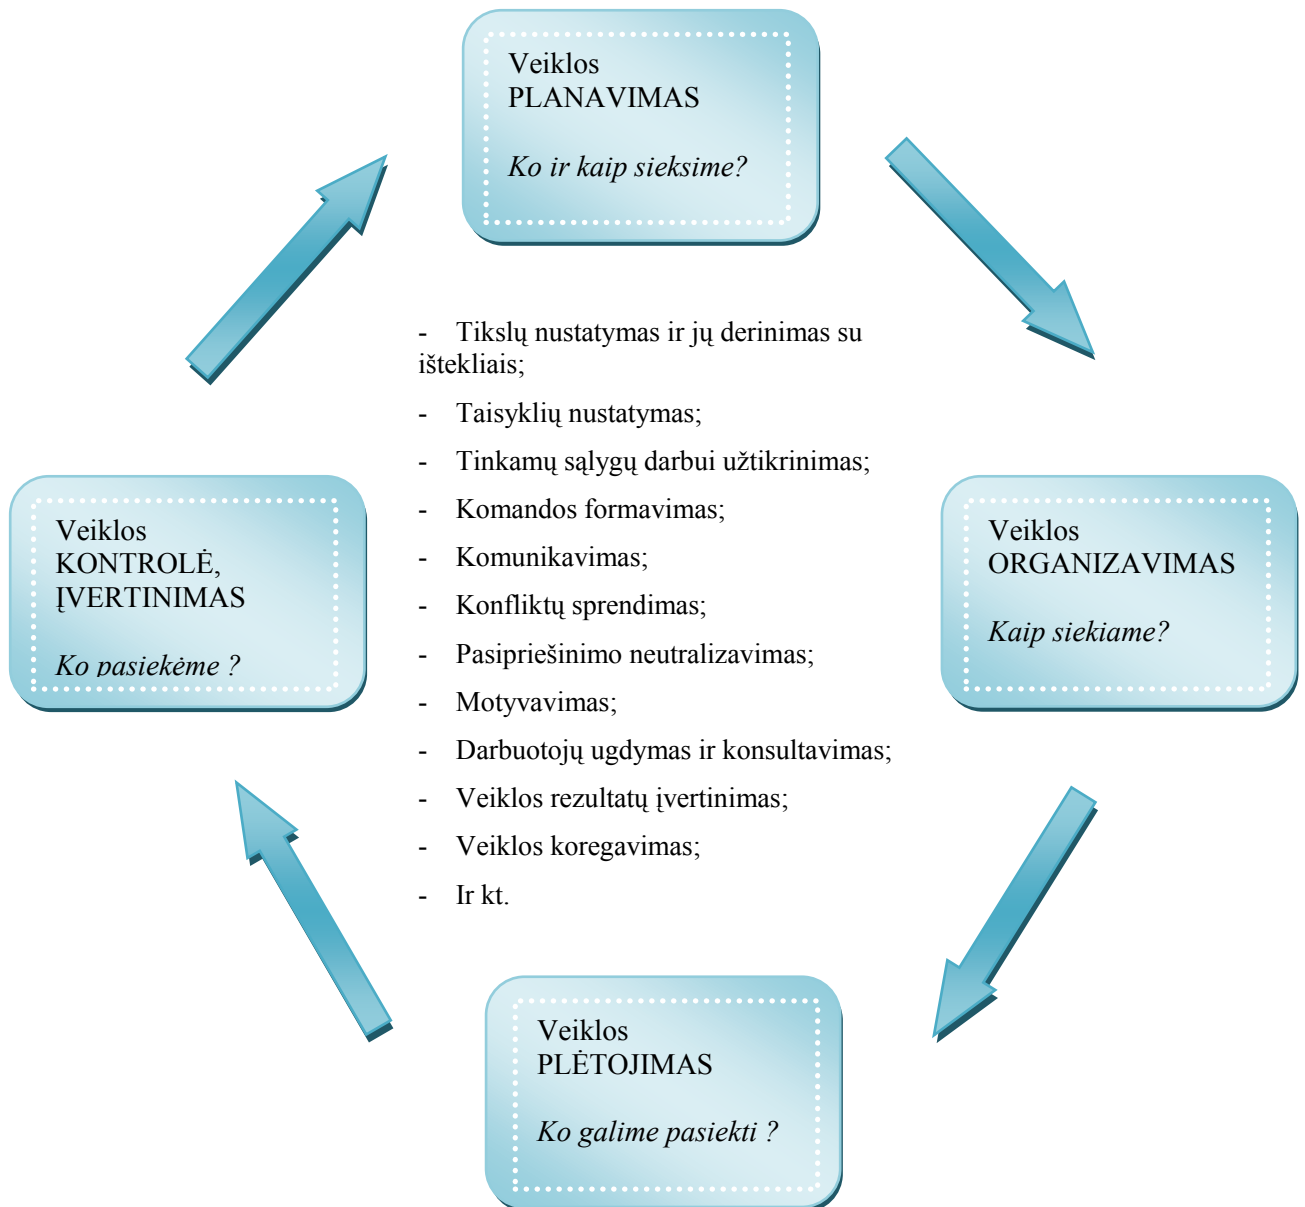 Veiklos
PLANAVIMAS
Ko ir kaip sieksime?
- Tikslų nustatymas ir jų derinimas su
ištekliais;
- Taisyklių nustatymas;
- Tinkamų sąlygų darbui užtikrinimas;
- Komandos formavimas;
- Komunikavimas;
- Konfliktų sprendimas;
- Pasipriešinimo neutralizavimas;
- Motyvavimas;
- Darbuotojų ugdymas ir konsultavimas;
- Veiklos rezultatų įvertinimas;
- Veiklos koregavimas;
- Ir kt.
Veiklos
KONTROLĖ,
ĮVERTINIMAS
Ko pasiekėme ?
Veiklos
ORGANIZAVIMAS
Kaip siekiame?
Veiklos
PLĖTOJIMAS
Ko galime pasiekti ?